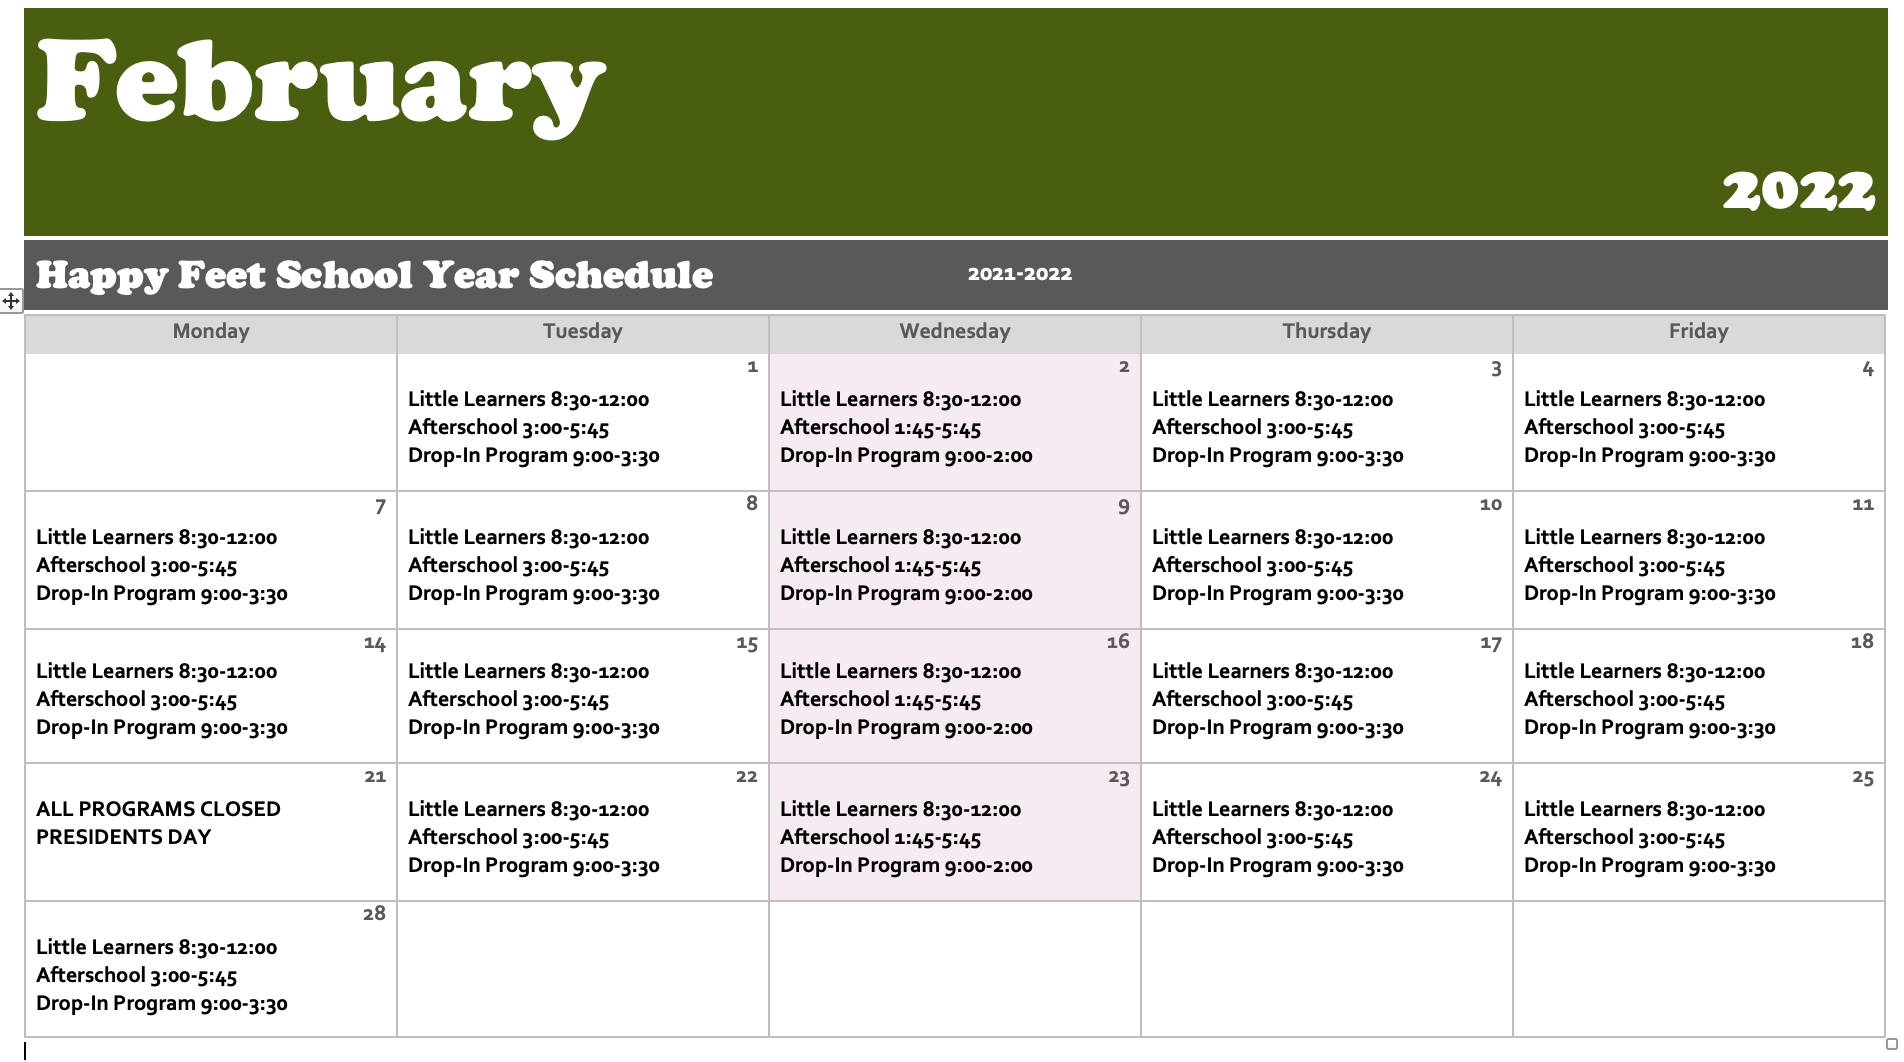 February
2022
Happy Feet School Year Schedule 2021-2022
Monday Tuesday Wednesday Thursday Friday
1
Little Learners 8:30-12:00
Afterschool 3:00-5:45
Drop-In Program 9:00-3:30
2
Little Learners 8:30-12:00
Afterschool 1:45-5:45
Drop-In Program 9:00-2:00
3
Little Learners 8:30-12:00
Afterschool 3:00-5:45
Drop-In Program 9:00-3:30
4
Little Learners 8:30-12:00
Afterschool 3:00-5:45
Drop-In Program 9:00-3:30
7
Little Learners 8:30-12:00
Afterschool 3:00-5:45
Drop-In Program 9:00-3:30
8
Little Learners 8:30-12:00
Afterschool 3:00-5:45
Drop-In Program 9:00-3:30
9
Little Learners 8:30-12:00
Afterschool 1:45-5:45
Drop-In Program 9:00-2:00
10
Little Learners 8:30-12:00
Afterschool 3:00-5:45
Drop-In Program 9:00-3:30
11
Little Learners 8:30-12:00
Afterschool 3:00-5:45
Drop-In Program 9:00-3:30
14
Little Learners 8:30-12:00
Afterschool 3:00-5:45
Drop-In Program 9:00-3:30
15
Little Learners 8:30-12:00
Afterschool 3:00-5:45
Drop-In Program 9:00-3:30
16
Little Learners 8:30-12:00
Afterschool 1:45-5:45
Drop-In Program 9:00-2:00
17
Little Learners 8:30-12:00
Afterschool 3:00-5:45
Drop-In Program 9:00-3:30
18
Little Learners 8:30-12:00
Afterschool 3:00-5:45
Drop-In Program 9:00-3:30
21
ALL PROGRAMS CLOSED
PRESIDENTS DAY
22
Little Learners 8:30-12:00
Afterschool 3:00-5:45
Drop-In Program 9:00-3:30
23
Little Learners 8:30-12:00
Afterschool 1:45-5:45
Drop-In Program 9:00-2:00
24
Little Learners 8:30-12:00
Afterschool 3:00-5:45
Drop-In Program 9:00-3:30
25
Little Learners 8:30-12:00
Afterschool 3:00-5:45
Drop-In Program 9:00-3:30
28
Little Learners 8:30-12:00
Afterschool 3:00-5:45
Drop-In Program 9:00-3:30